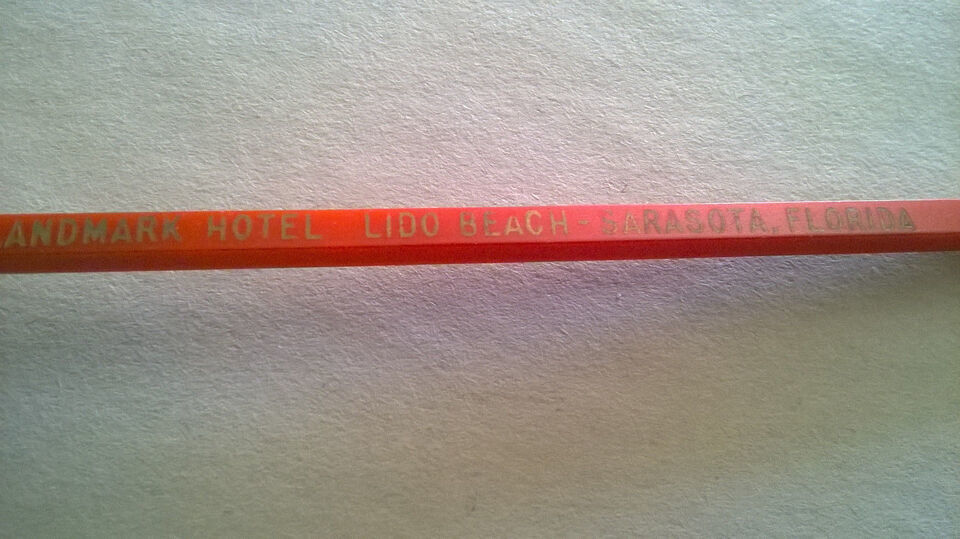 ANDMARK HOTEL LIDO BEACH - SARASOTA, FLORIDA